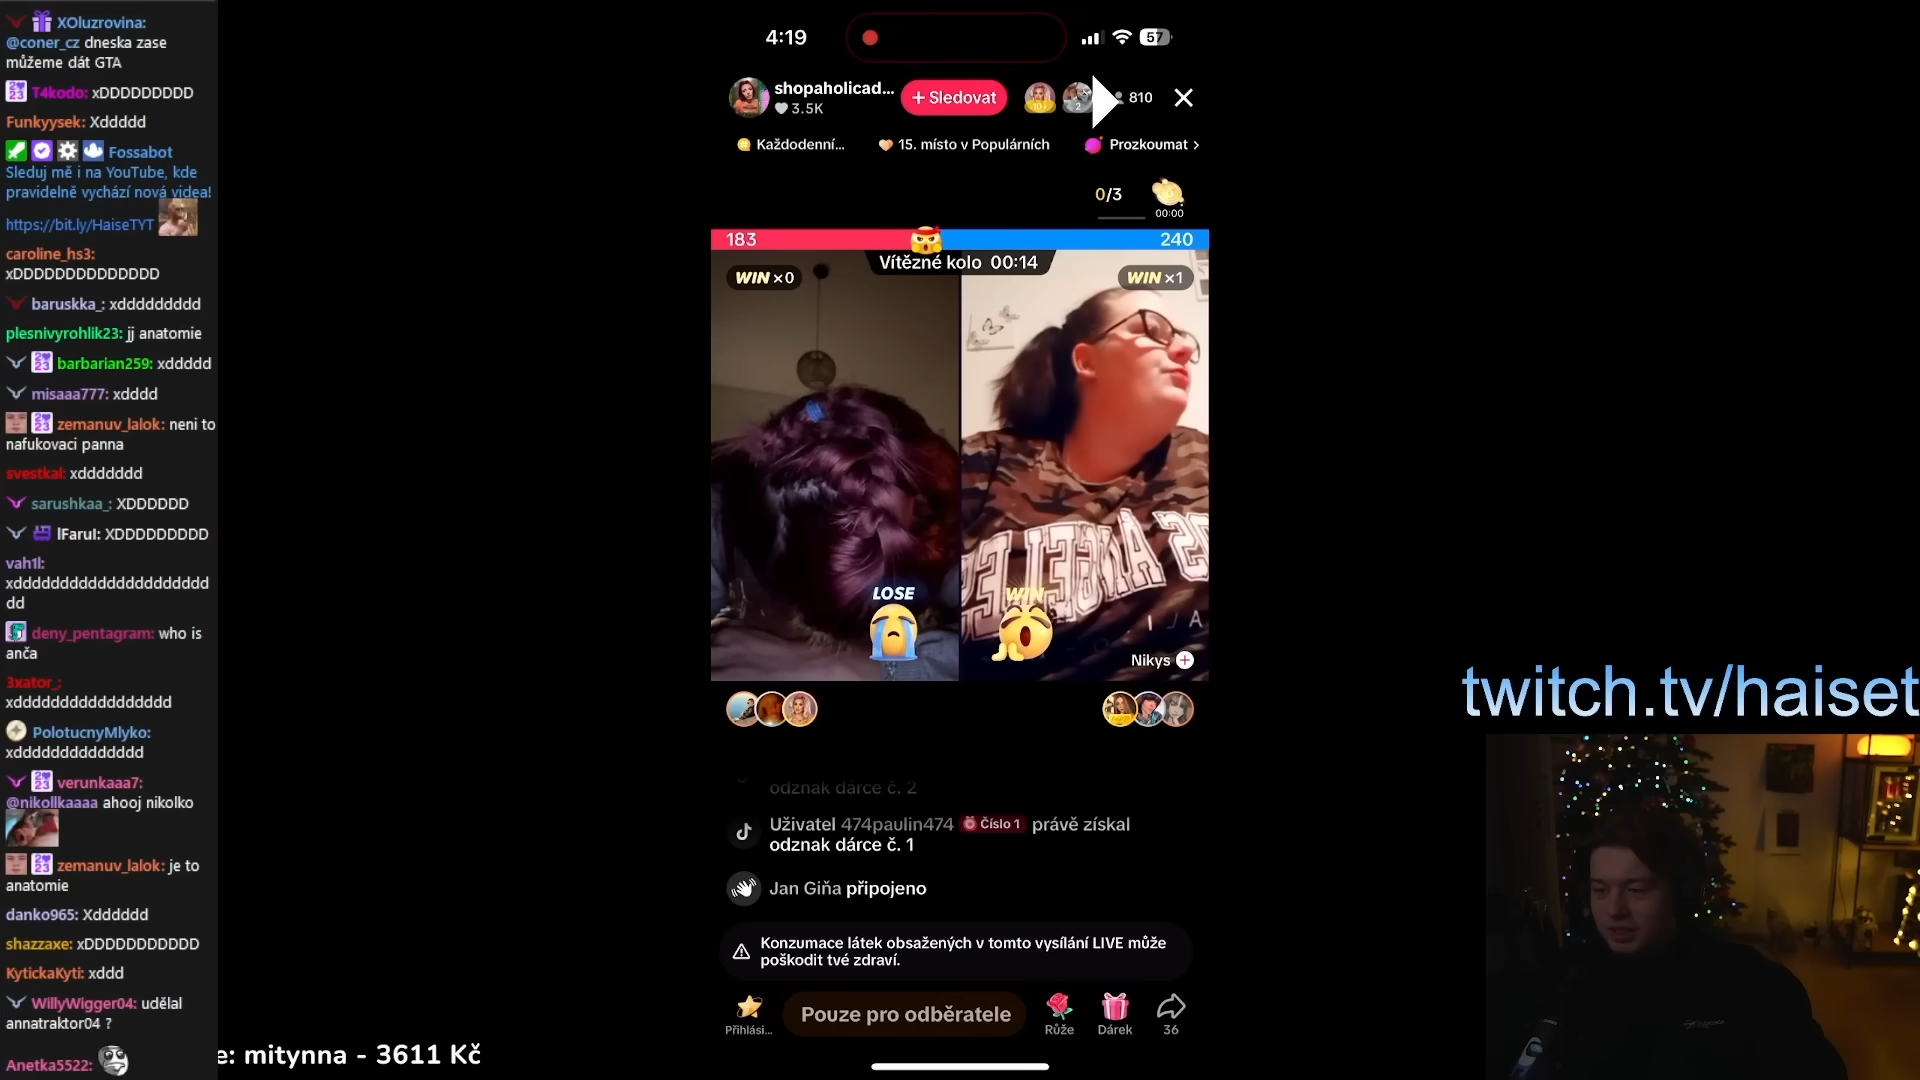 XOluzrovina:
@coner_cz dneska zase
můžeme dát GTA
T4kodo: xDDDDDDDDD
Funkyysek: Xddddd
Fossabot
Sleduj mě i na YouTube, kde
pravidelně vychází nová videa!
https://bit.ly/HaiseTYT
caroline_hs3:
xDDDDDDDDDDDDDD
baruskka_: xddddddddd
plesnivyrohlik23: jj anatomie
barbarian259: xddddd
misaaa777: xdddd
zemanuv_lalok: neni to
nafukovaci panna
svestkal: xddddddd
sarushkaa_: XDDDDDD
lFarul: XDDDDDDDDD
vah1l:
xddddddddddddddddddddd
dd
deny_pentagram: who is
anča
3xator_:
xddddddddddddddddd
PolotucnyMlyko:
xdddddddddddddd
verunkaaa7:
@nikollkaaaa ahooj nikolko
zemanuv_lalok: je to
anatomie
danko965: Xdddddd
shazzaxe: xDDDDDDDDDDD
KytickaKyti: xddd
WillyWigger04: udělal
annatraktor04 ?
Anetka5522:
e: mitynna - 3611 Kč
4:19
57
shopaholicad...
3.5K
+ Sledovat
10+
2
810
Každodenní...
15. místo v Populárních
Prozkoumat >
0/3
00:00
183
240
Vítězné kolo 00:14
WIN ×0
WIN ×1
LOSE
WIN
Nikys
odznak dárce č. 2
Uživatel 474paulin474 Číslo 1 právě získal
odznak dárce č. 1
Jan Giňa připojeno
Konzumace látek obsažených v tomto vysílání LIVE může
poškodit tvé zdraví.
Přihlási...
Pouze pro odběratele
Růže
Dárek
36
twitch.tv/haiset